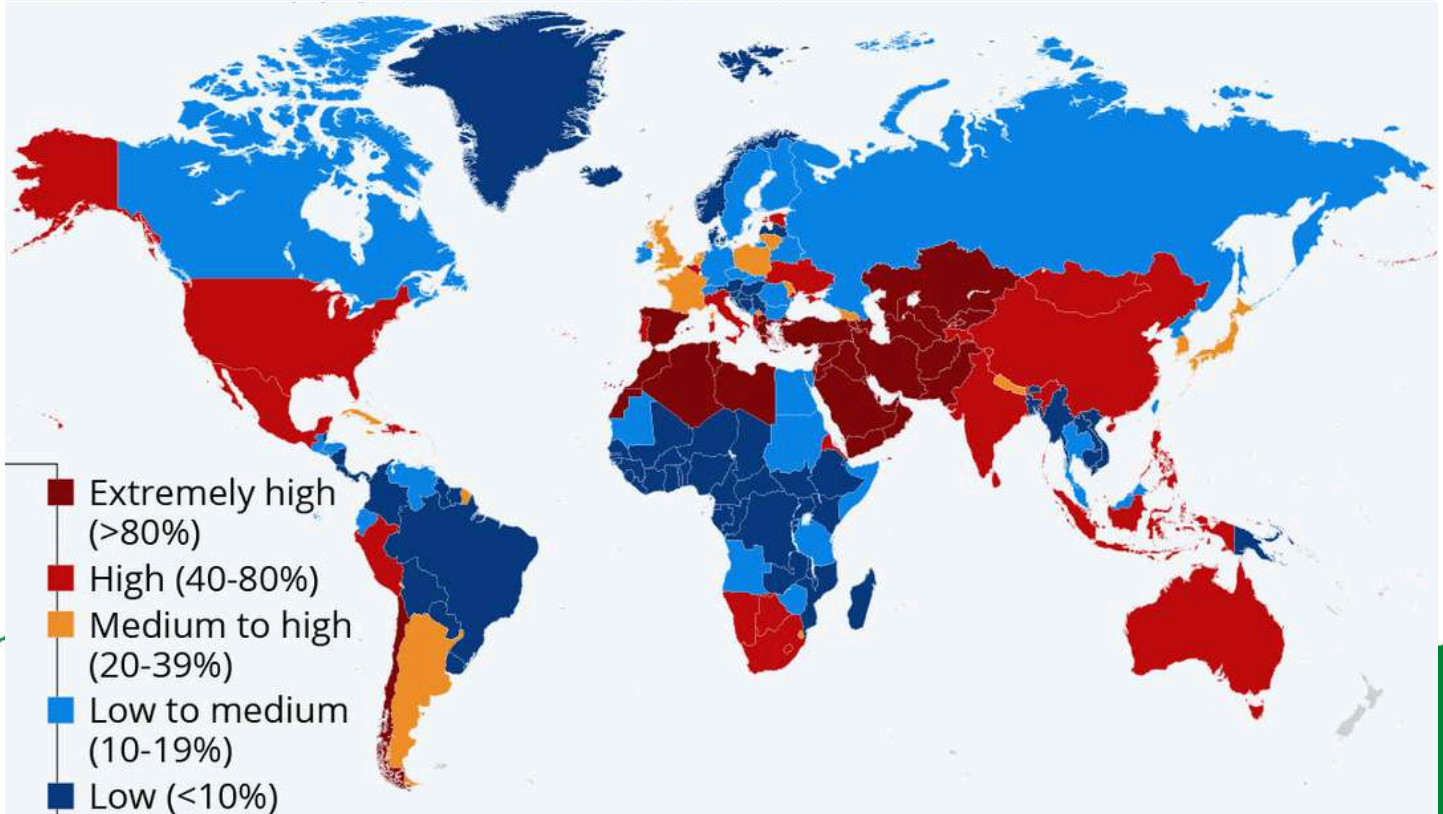 Extremely high
(>80%)
High (40-80%)
Medium to high
(20-39%)
Low to medium
(10-19%)
Low (<10%)